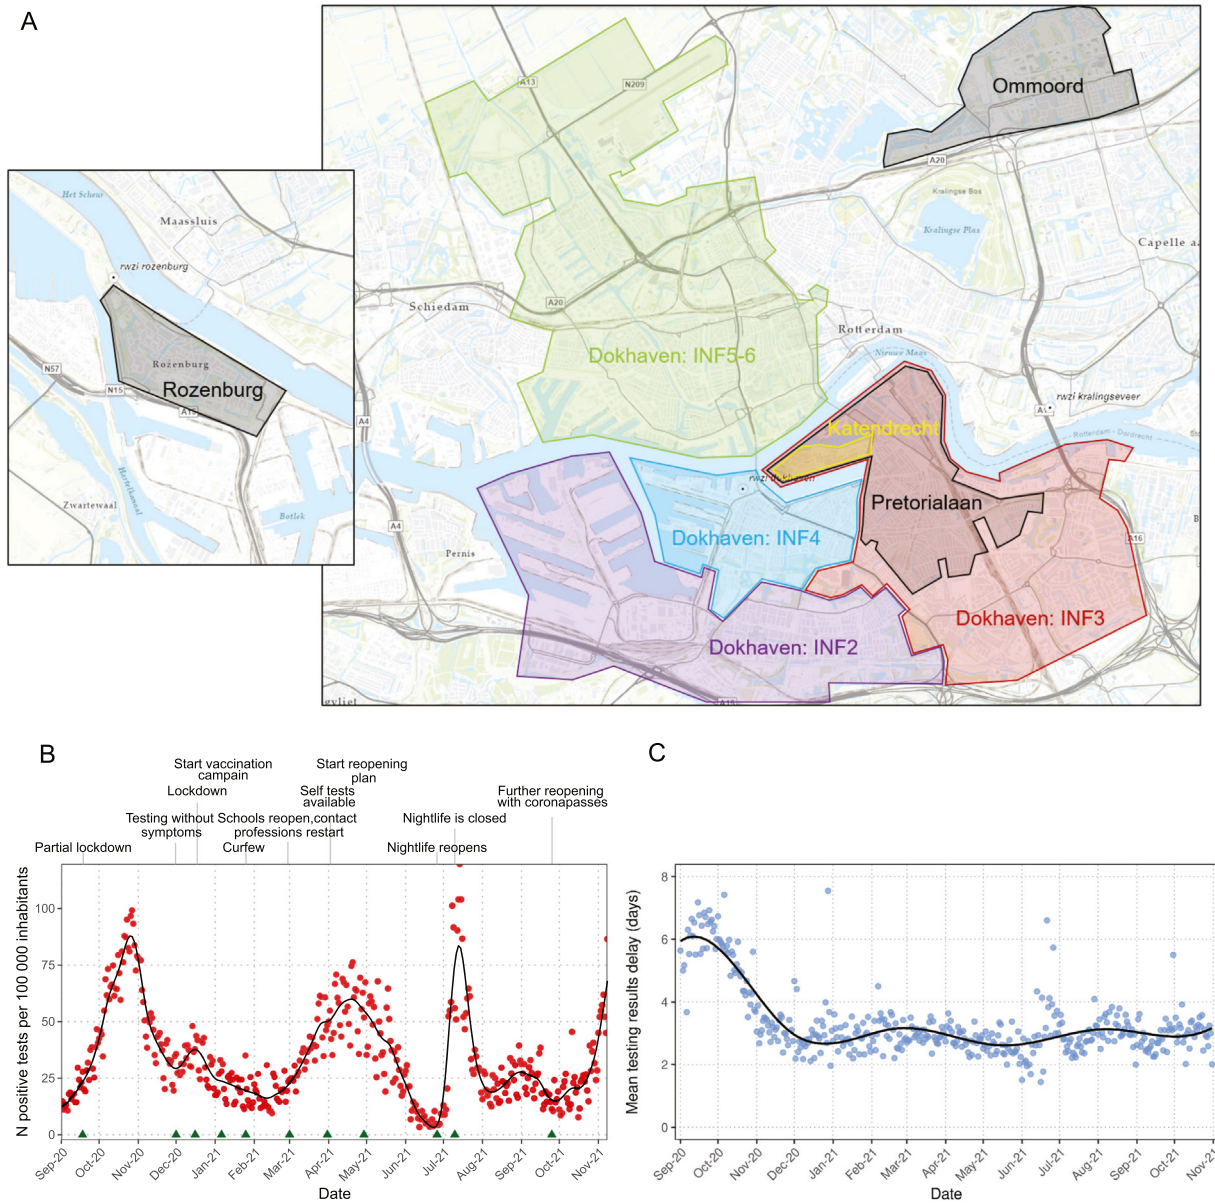 A
A13
N209
Ommoord
A20
Kralingse Bos
Kralingse Plas
Capelle a
Het Scheur
Maassluis
rwzi rozenburg
Schiedam
A20
Rotterdam
Nieuwe Maas
Dokhaven: INF5-6
Rozenburg
Rozenburg
N57
N15
A15
A4
rwzi kralingseveer
Katendrecht
Rotterdam - Dordrecht
Hartelkanaal
Zwartewaal
Botlek
Pretorialaan
A4
Pernis
Dokhaven: INF4
A16
B
Dokhaven: INF3
Dokhaven: INF2
gvliet
A15
B
Start vaccination
campain
Start reopening
plan
Lockdown
Self tests
available
Further reopening
with coronapasses
Testing without
symptoms
Schools reopen,contact
professions restart
Nightlife is closed
Partial lockdown
Curfew
Nightlife reopens
N positive tests per 100 000 inhabitants
100
75
50
25
0
Sep-20
Oct-20
Nov-20
Dec-20
Jan-21
Feb-21
Mar-21
Apr-21
May-21
Jun-21
Jul-21
Aug-21
Sep-21
Oct-21
Nov-21
Date
C
Mean testing results delay (days)
8
6
4
2
0
Sep-20
Oct-20
Nov-20
Dec-20
Jan-21
Feb-21
Mar-21
Apr-21
May-21
Jun-21
Jul-21
Aug-21
Sep-21
Oct-21
Nov-21
Date